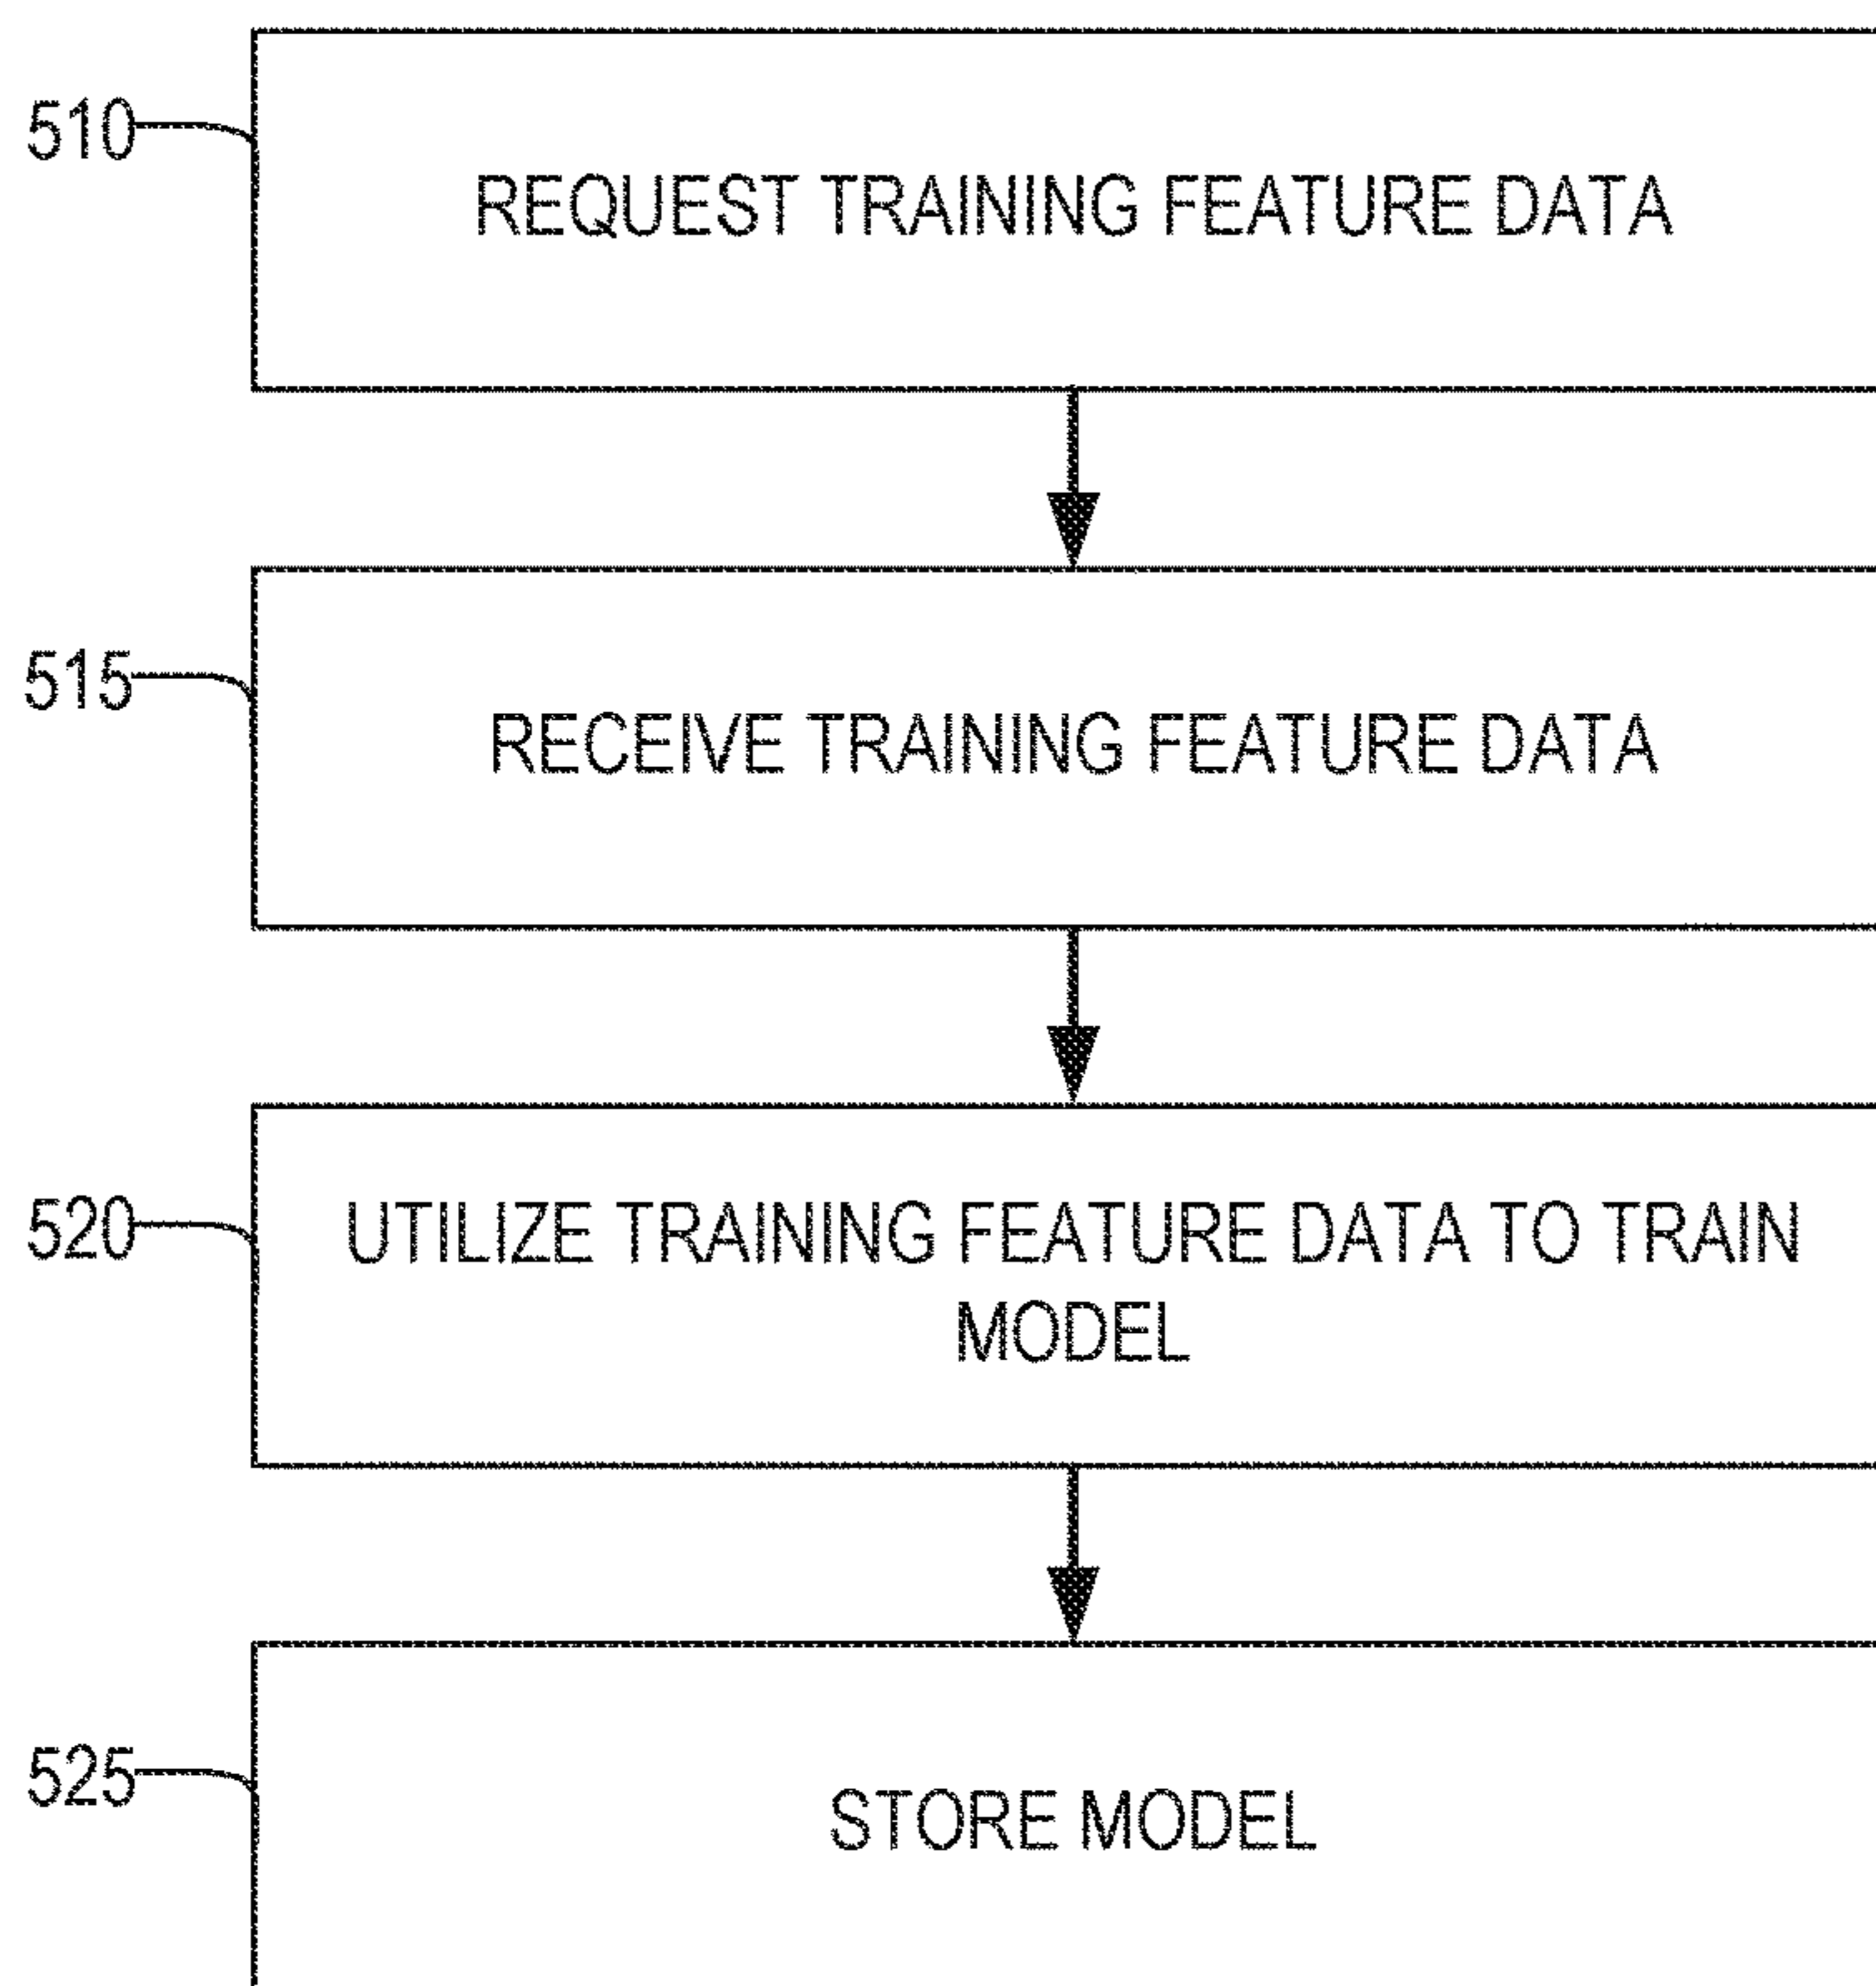 510
REQUEST TRAINING FEATURE DATA
515
RECEIVE TRAINING FEATURE DATA
520
UTILIZE TRAINING FEATURE DATA TO TRAIN
MODEL
525
STORE MODEL